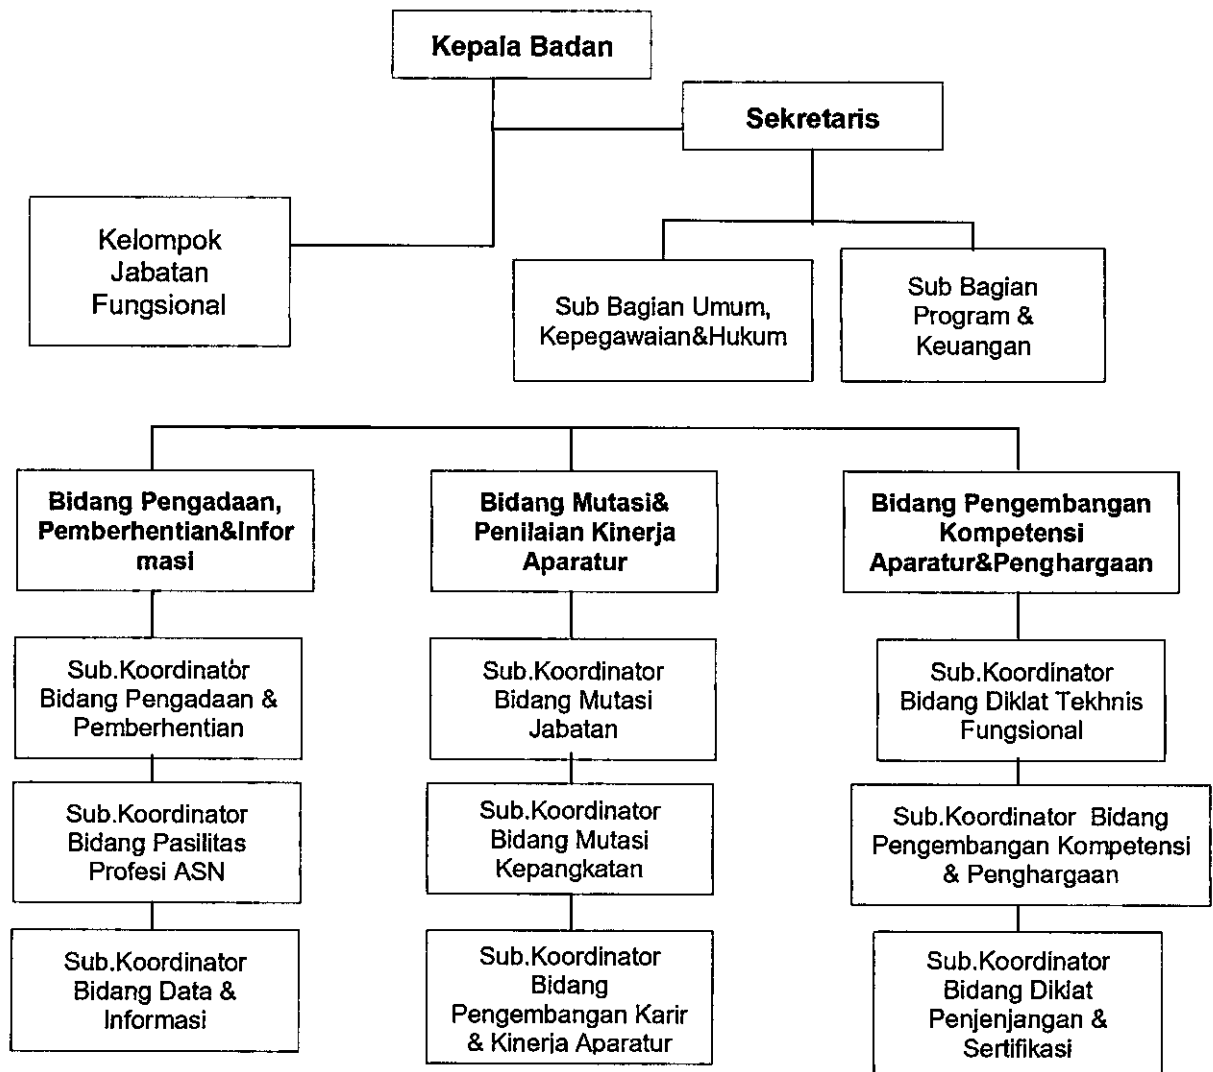 Kepala Badan
Sekretaris
Kelompok
Jabatan
Fungsional
Sub Bagian Umum,
Kepegawaian&Hukum
Sub Bagian
Program &
Keuangan
Bidang Pengadaan,
Pemberhentian&Infor
masi
Bidang Mutasi&
Penilaian Kinerja
Aparatur
Bidang Pengembangan
Kompetensi
Aparatur&Penghargaan
Sub.Koordinator
Bidang Pengadaan &
Pemberhentian
Sub.Koordinator
Bidang Mutasi
Jabatan
Sub.Koordinator
Bidang Diklat Tekhnis
Fungsional
Sub.Koordinator
Bidang Pasilitas
Profesi ASN
Sub.Koordinator
Bidang Mutasi
Kepangkatan
Sub.Koordinator Bidang
Pengembangan Kompetensi
& Penghargaan
Sub.Koordinator
Bidang Data &
Informasi
Sub.Koordinator
Bidang
Pengembangan Karir
& Kinerja Aparatur
Sub.Koordinator
Bidang Diklat
Penjenjangan &
Sertifikasi